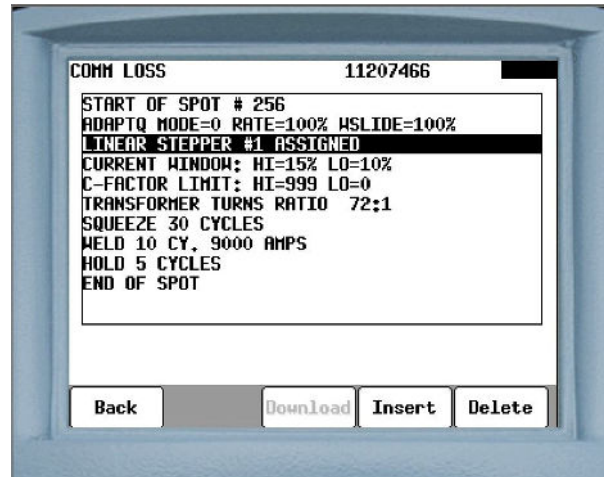 COMM LOSS 11207466
START OF SPOT # 256
ADAPTQ MODE=0 RATE=100% WSLIDE=100%
LINEAR STEPPER #1 ASSIGNED
CURRENT WINDOW: HI=15% LO=10%
C-FACTOR LIMIT: HI=999 LO=0
TRANSFORMER TURNS RATIO 72:1
SQUEEZE 30 CYCLES
WELD 10 CY. 9000 AMPS
HOLD 5 CYCLES
END OF SPOT
Back Download Insert Delete